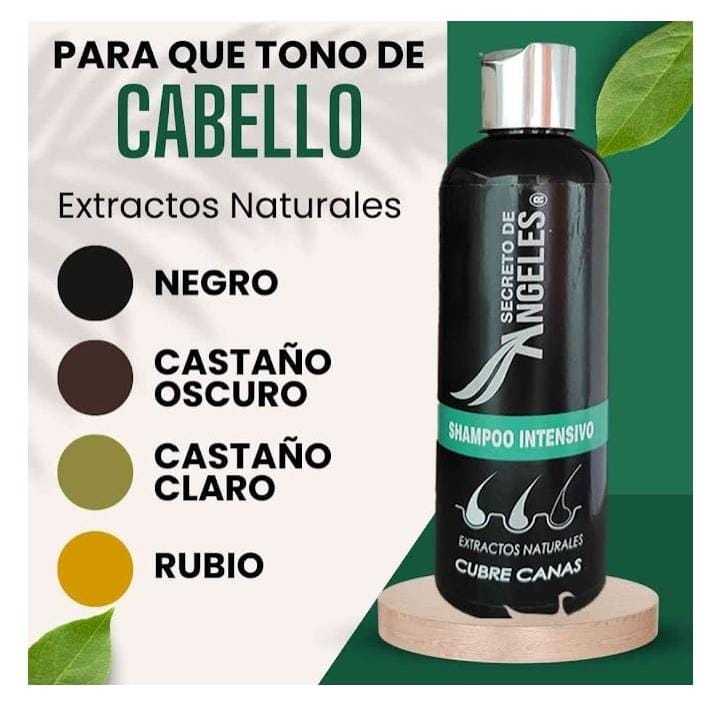 PARA QUE TONO DE
CABELLO
Extractos Naturales
NEGRO
CASTAÑO
OSCURO
CASTAÑO
CLARO
RUBIO
SECRETO DE
ANGELES®
SHAMPOO INTENSIVO
EXTRACTOS NATURALES
CUBRE CANAS